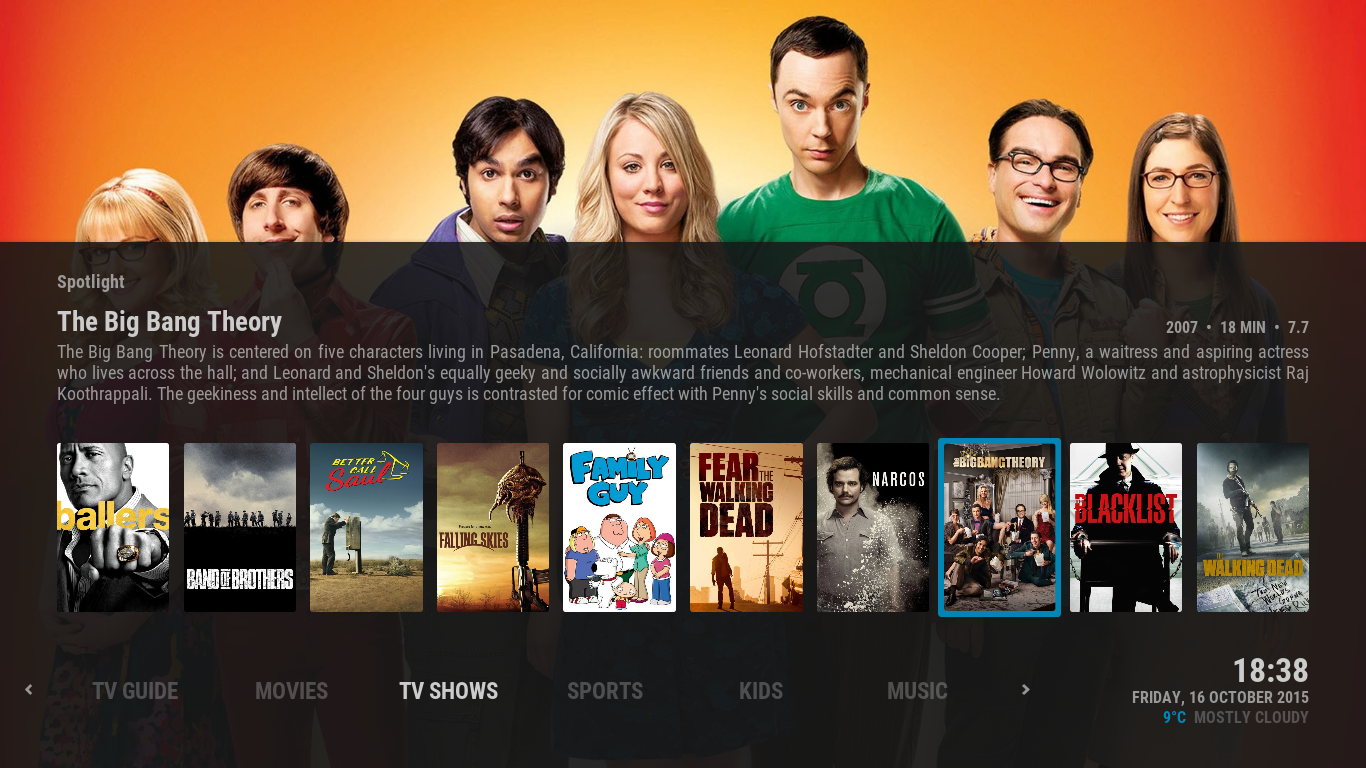 Spotlight
The Big Bang Theory
2007 • 18 MIN • 7.7
The Big Bang Theory is centered on five characters living in Pasadena, California: roommates Leonard Hofstadter and Sheldon Cooper; Penny, a waitress and aspiring actress
who lives across the hall; and Leonard and Sheldon's equally geeky and socially awkward friends and co-workers, mechanical engineer Howard Wolowitz and astrophysicist Raj
Koothrappali. The geekiness and intellect of the four guys is contrasted for comic effect with Penny's social skills and common sense.
ballers
BAND OF BROTHERS
BETTER
CALL
Saul
FALLING SKIES
FAMILY
GUY
FEAR THE
WALKING
DEAD
NARCOS
THE BIG BANG THEORY
BLACKLIST
WALKING DEAD
TV GUIDE
MOVIES
TV SHOWS
SPORTS
KIDS
MUSIC
18:38
FRIDAY, 16 OCTOBER 2015
9°C MOSTLY CLOUDY